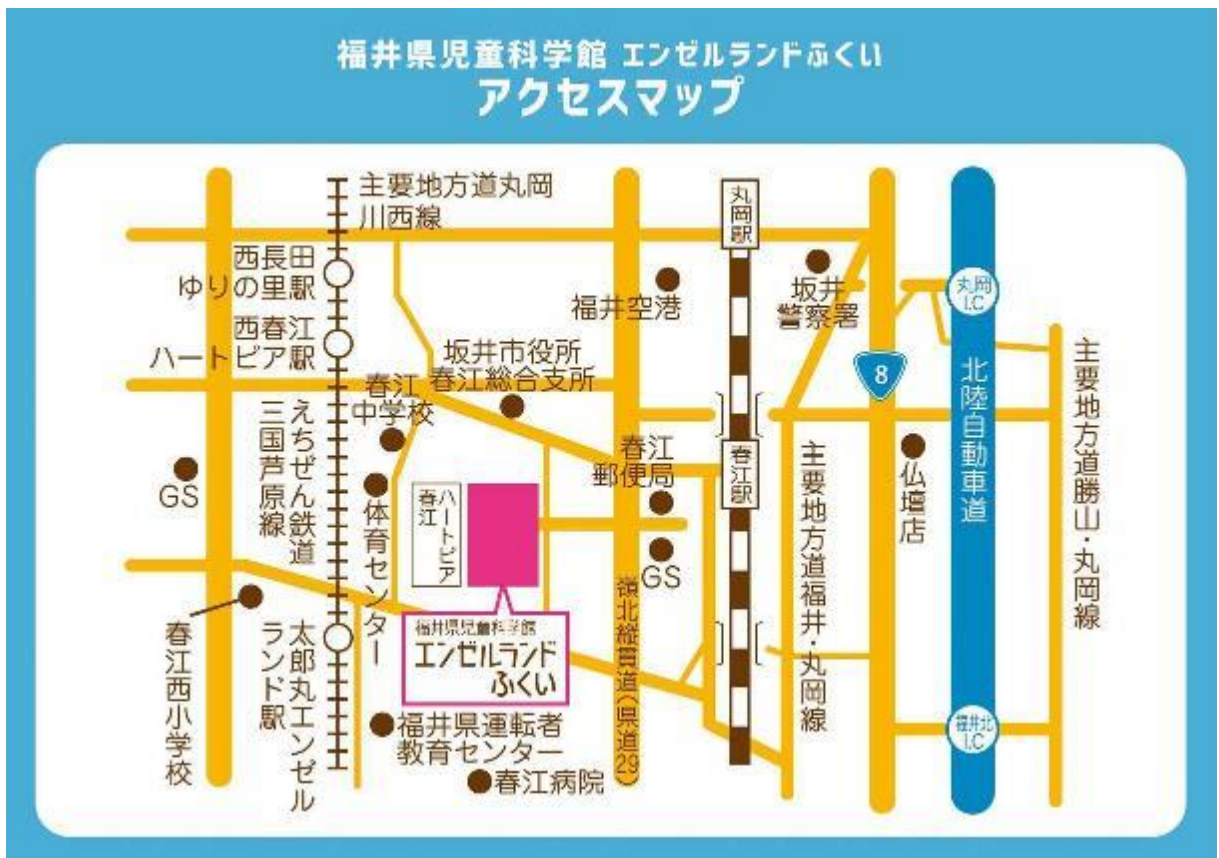 福井県児童科学館 エンゼルランドふくい
アクセスマップ
主要地方道丸岡
川西線
丸岡駅
西長田
ゆりの里駅
福井空港
坂井
警察署
丸岡
I.C
西春江
ハートピア駅
坂井市役所
春江総合支所
8
北陸自動車道
主要地方道勝山・丸岡線
春江
中学校
えちぜん鉄道
三国芦原線
GS
体育センター
ハートピア
春江
春江
郵便局
春江駅
主要地方道福井・丸岡線
仏壇店
GS
嶺北縦貫道(県道29)
福井県児童科学館
エンゼルランド
ふくい
春江西小学校
太郎丸エンゼル
ランド駅
福井県運転者
教育センター
春江病院
福井北
I.C